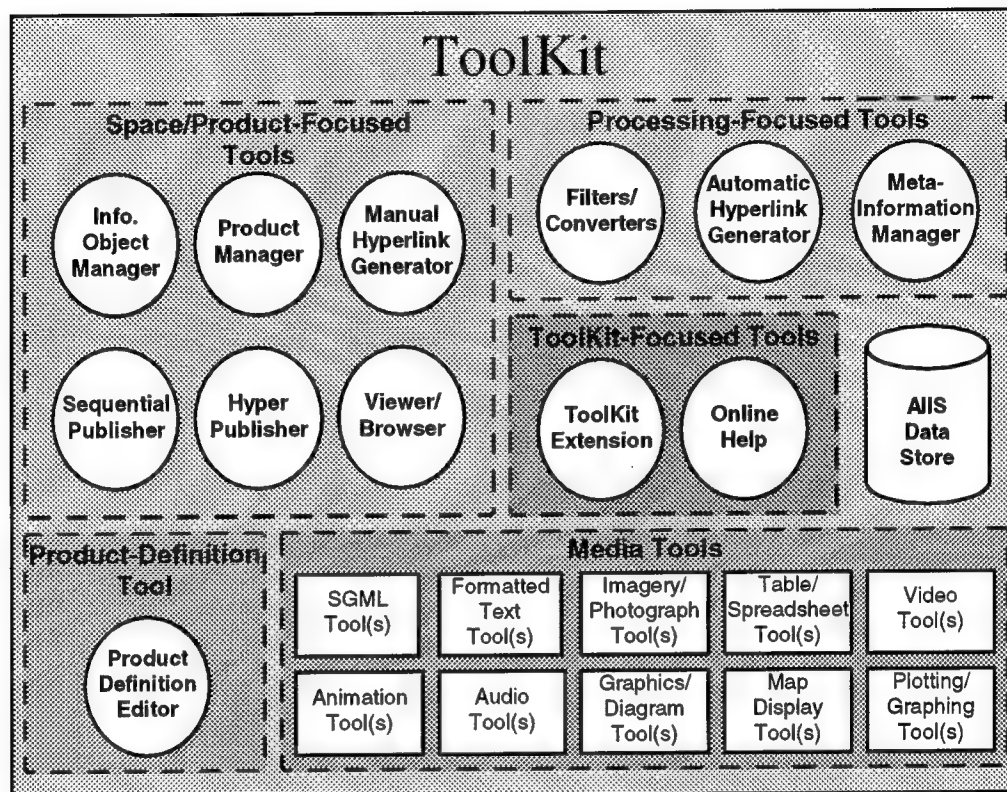 ToolKit
Space/Product-Focused
Tools
Info.
Object
Manager
Product
Manager
Manual
Hyperlink
Generator
Sequential
Publisher
Hyper
Publisher
Viewer/
Browser
Processing-Focused Tools
Filters/
Converters
Automatic
Hyperlink
Generator
Meta-
Information
Manager
ToolKit-Focused Tools
ToolKit
Extension
Online
Help
AIIS
Data
Store
Product-Definition
Tool
Product
Definition
Editor
Media Tools
SGML
Tool(s)
Formatted
Text
Tool(s)
Imagery/
Photograph
Tool(s)
Table/
Spreadsheet
Tool(s)
Video
Tool(s)
Animation
Tool(s)
Audio
Tool(s)
Graphics/
Diagram
Tool(s)
Map
Display
Tool(s)
Plotting/
Graphing
Tool(s)